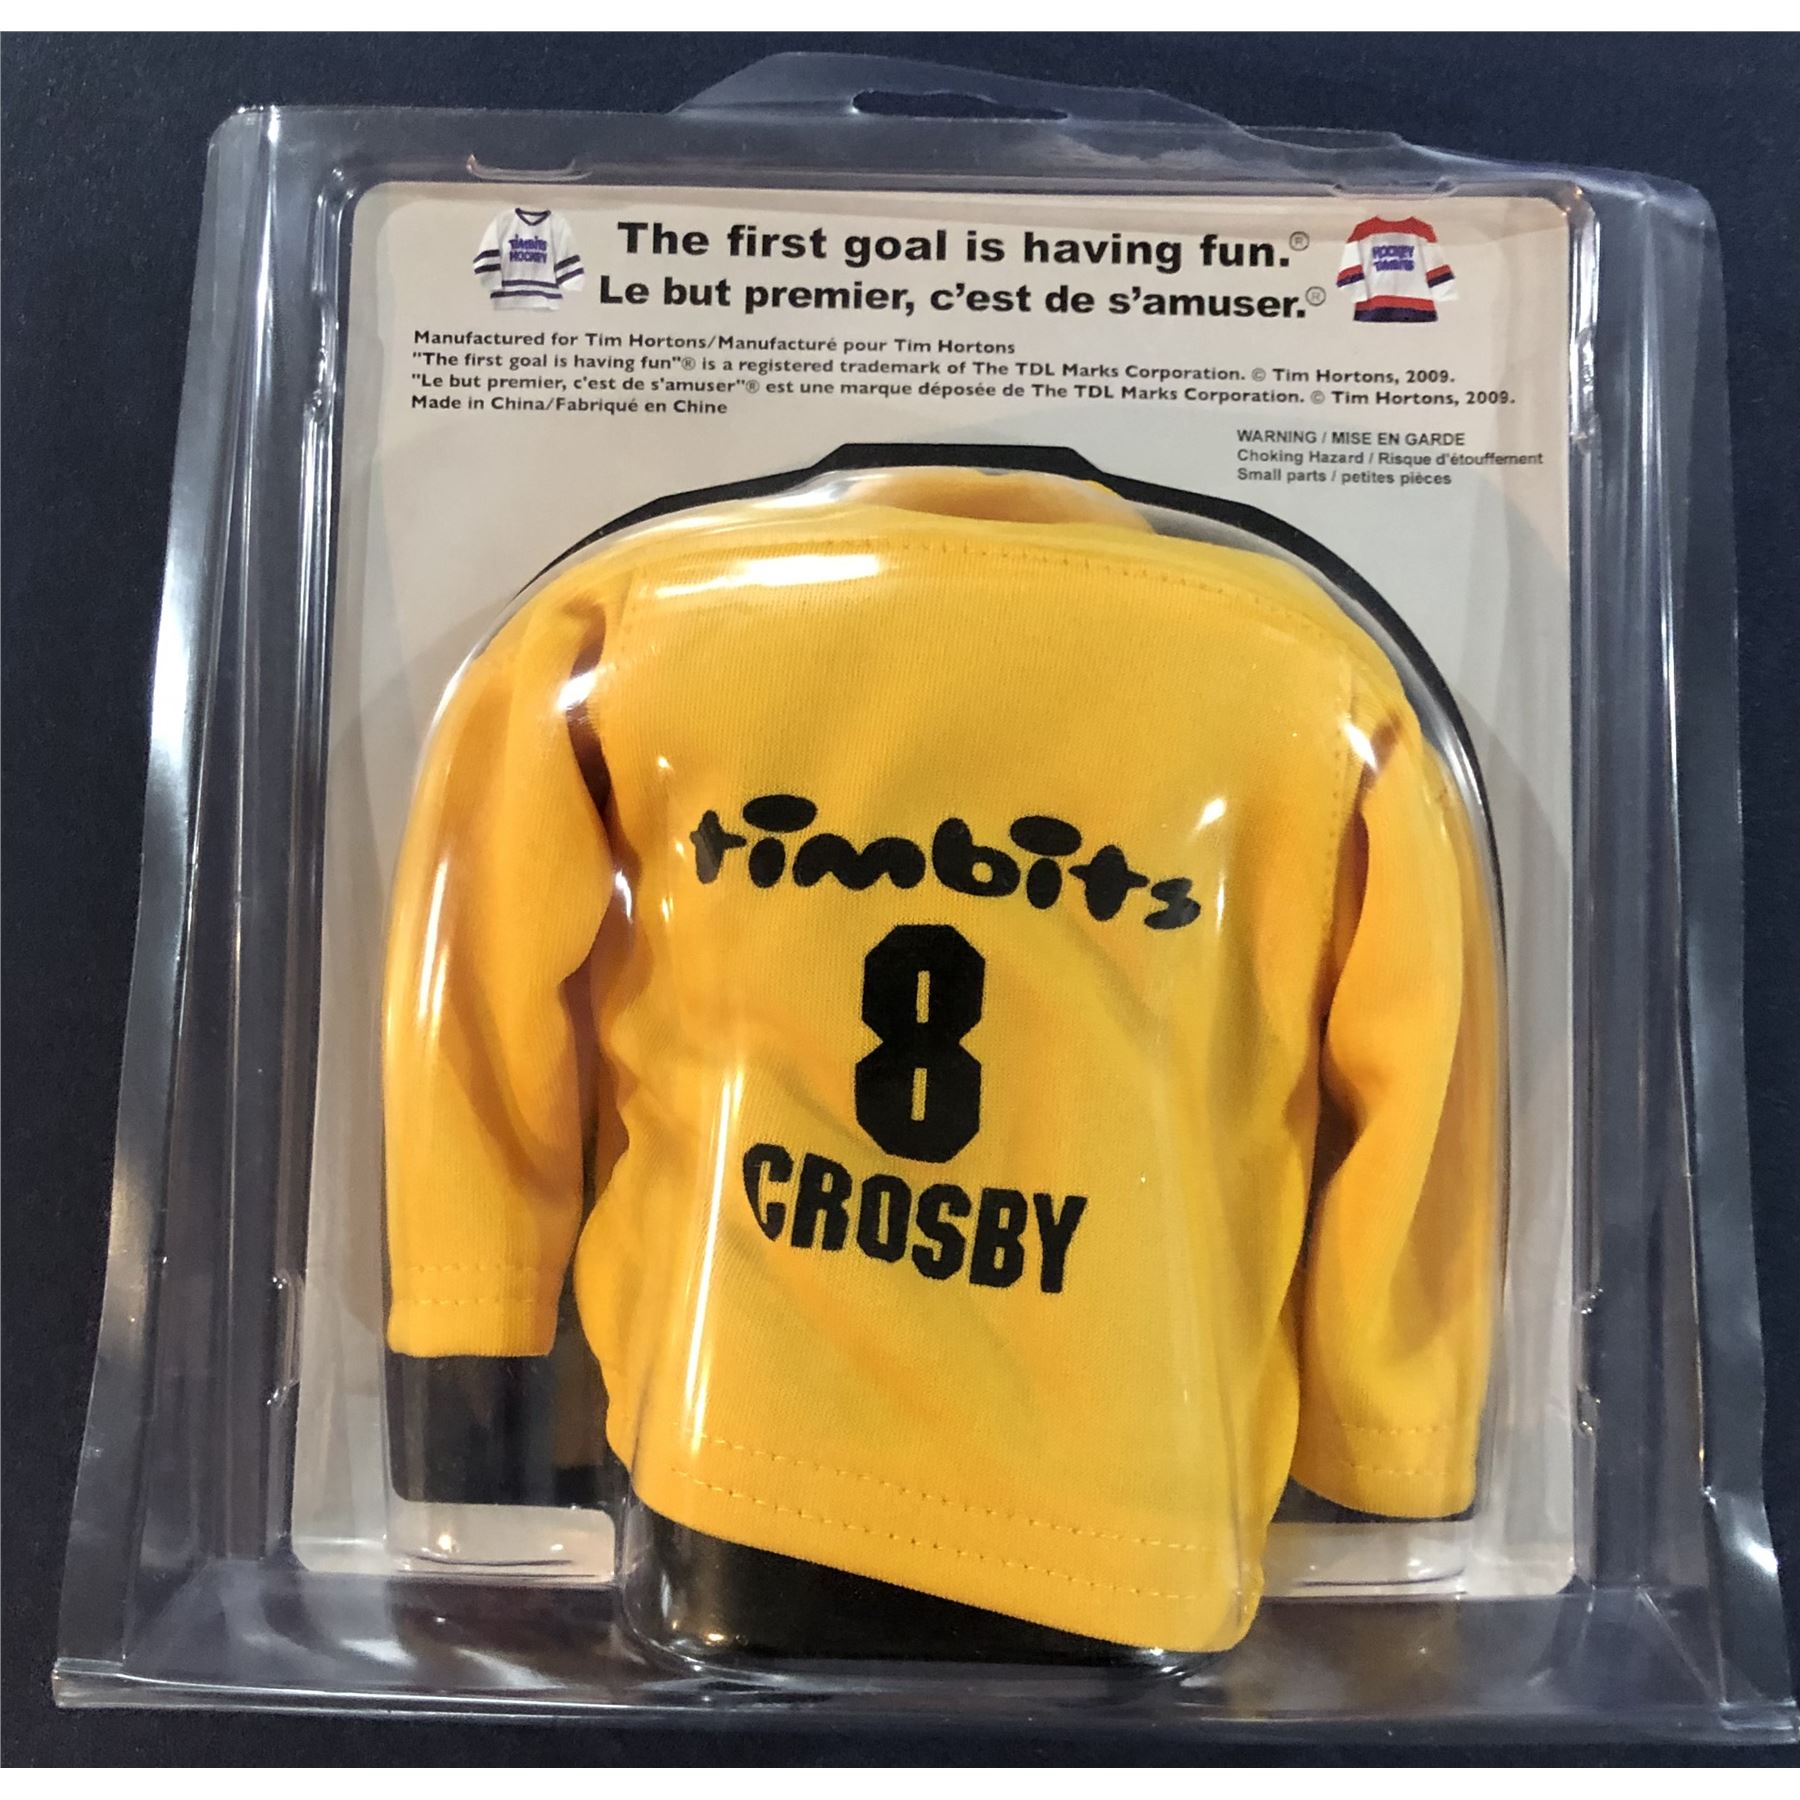 The first goal is having fun.®
Le but premier, c'est de s'amuser.®
TIMBITS
HOCKEY
HOCKEY
TIMBITS
Manufactured for Tim Hortons/Manufacturé pour Tim Hortons
"The first goal is having fun"® is a registered trademark of The TDL Marks Corporation. © Tim Hortons, 2009.
"Le but premier, c'est de s'amuser"® est une marque déposée de The TDL Marks Corporation. © Tim Hortons, 2009.
Made in China/Fabriqué en Chine
WARNING / MISE EN GARDE
Choking Hazard / Risque d'étouffement
Small parts / petites pièces
timbits
8
CROSBY